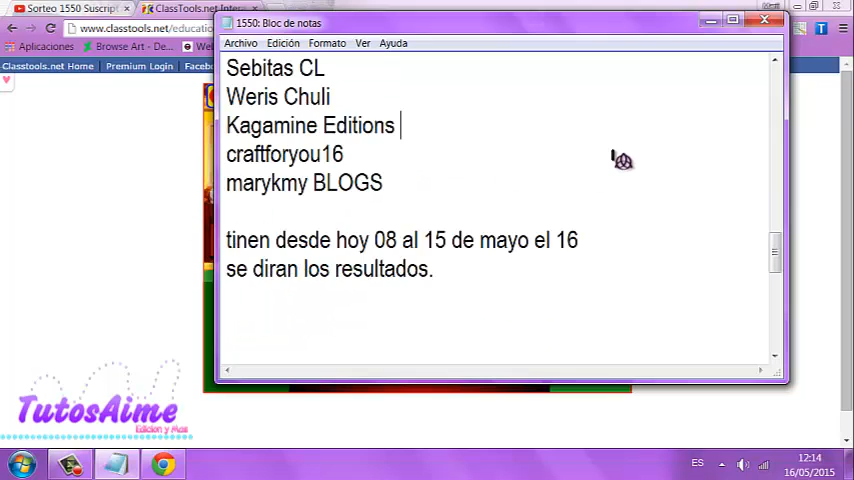 Sorteo 1550 Suscript
ClassTools.net Inter
www.classtools.net/educatio
Aplicaciones
Browse Art - De...
Classtools.net Home
Premium Login
1550: Bloc de notas
Archivo Edición Formato Ver Ayuda
Sebitas CL
Weris Chuli
Kagamine Editions
craftforyou16
marykmy BLOGS
tinen desde hoy 08 al 15 de mayo el 16
se diran los resultados.
TutosAime
Edicion y Mas
ES
12:14
16/05/2015